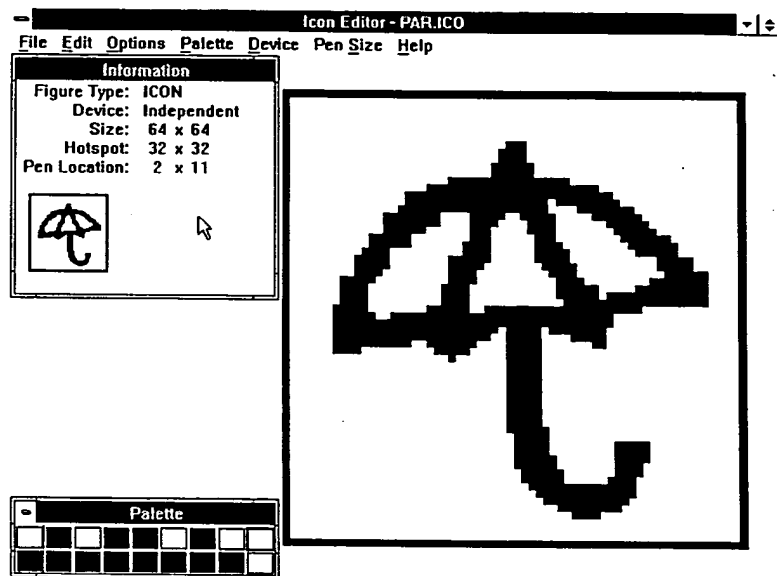 Icon Editor - PAR.ICO
File Edit Options Palette Device Pen Size Help
Information
Figure Type: ICON
Device: Independent
Size: 64 x 64
Hotspot: 32 x 32
Pen Location: 2 x 11
Palette